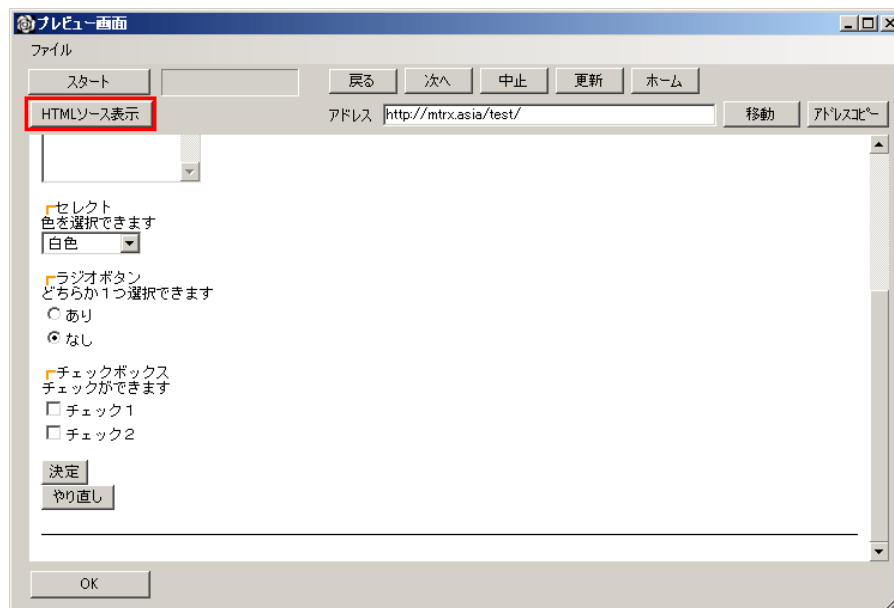 プレビュー画面
ファイル
スタート 戻る 次へ 中止 更新 ホーム
HTMLソース表示 アドレス http://mtrx.asia/test/ 移動 アドレスコピー
┏セレクト
色を選択できます
白色
┏ラジオボタン
どちらか１つ選択できます
あり
なし
┏チェックボックス
チェックができます
チェック１
チェック２
決定
やり直し
OK